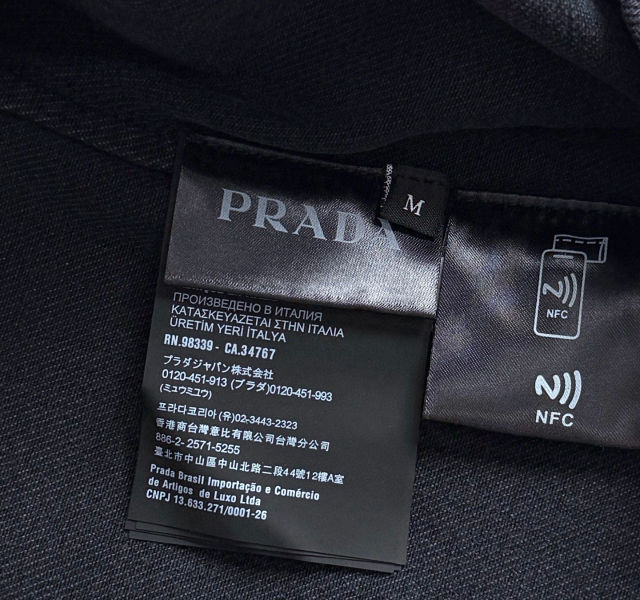 PRADA
M
ПРОИЗВЕДЕНО В ИТАЛИЯ
ΚΑΤΑΣΚΕΥΑΖΕΤΑΙ ΣΤΗΝ ΙΤΑΛΙΑ
ÜRETİM YERİ İTALYA
RN.98339 - CA.34767
プラダジャパン株式会社
0120-451-913 (プラダ)0120-451-993
(ミュウミュウ)
프라다코리아 (유)02-3443-2323
香港商台灣意比有限公司台灣分公司
886-2- 2571-5255
臺北市中山區中山北路二段44號12樓A室
Prada Brasil Importação e Comércio
de Artigos de Luxo Ltda
CNPJ 13.633.271/0001-26
NFC
NFC